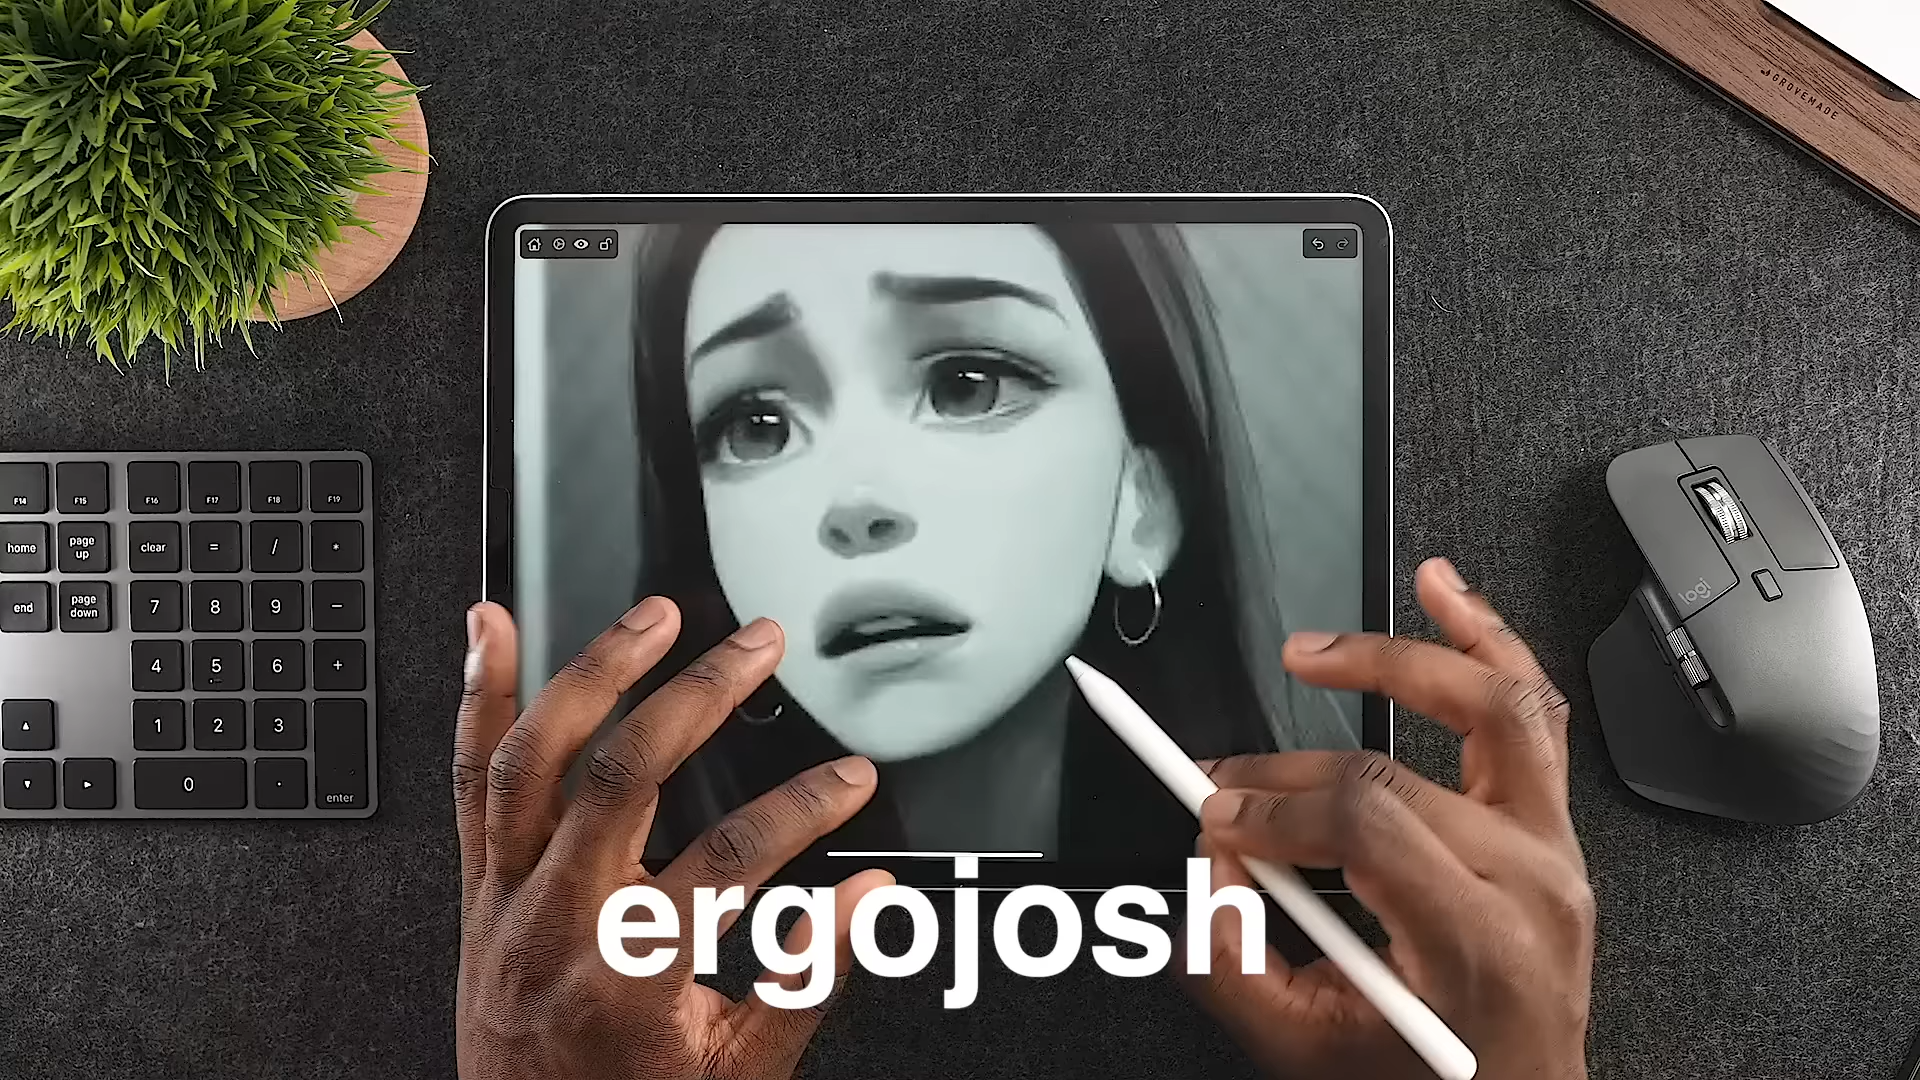 GROVEMADE
F14 F15 F16 F17 F18 F19
home page up clear = / *
end page down 7 8 9 -
4 5 6 +
1 2 3
0 . enter
logi
ergojosh